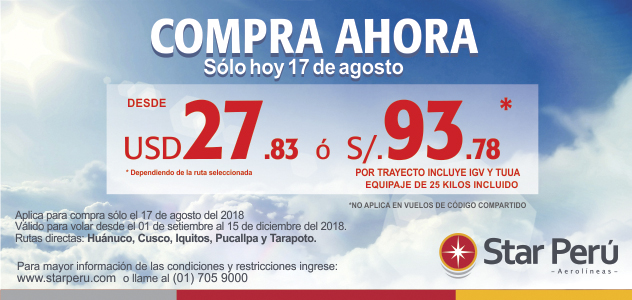 COMPRA AHORA
Sólo hoy 17 de agosto
DESDE
USD 27.83 ó S/.93.78 *
* Dependiendo de la ruta seleccionada
POR TRAYECTO INCLUYE IGV Y TUUA
EQUIPAJE DE 25 KILOS INCLUIDO
*NO APLICA EN VUELOS DE CÓDIGO COMPARTIDO
Aplica para compra sólo el 17 de agosto del 2018
Válido para volar desde el 01 de setiembre al 15 de diciembre del 2018.
Rutas directas: Huánuco, Cusco, Iquitos, Pucallpa y Tarapoto.
Para mayor información de las condiciones y restricciones ingrese:
www.starperu.com o llame al (01) 705 9000
Star Perú
- Aerolíneas -